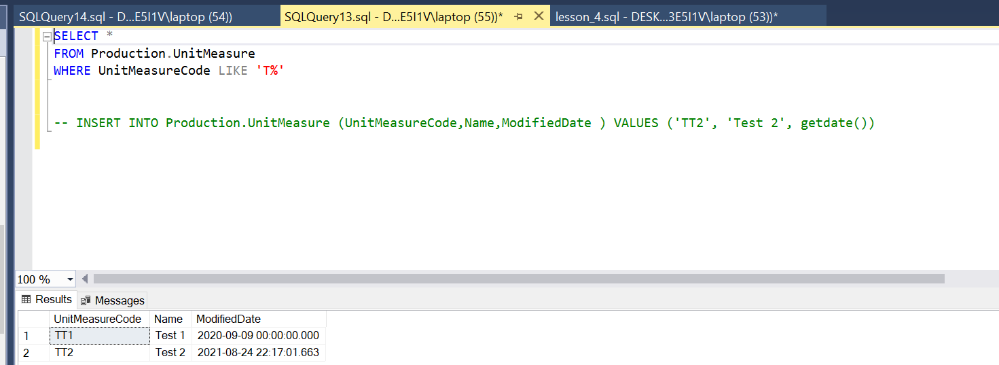 SQLQuery14.sql - D...E5I1V\laptop (54)) SQLQuery13.sql - D...E5I1V\laptop (55))* lesson_4.sql - DESK...3E5I1V\laptop (53))*
SELECT *
FROM Production.UnitMeasure
WHERE UnitMeasureCode LIKE 'T%'
-- INSERT INTO Production.UnitMeasure (UnitMeasureCode,Name,ModifiedDate ) VALUES ('TT2', 'Test 2', getdate())
100 %
Results Messages
UnitMeasureCode Name ModifiedDate
1 TT1 Test 1 2020-09-09 00:00:00.000
2 TT2 Test 2 2021-08-24 22:17:01.663